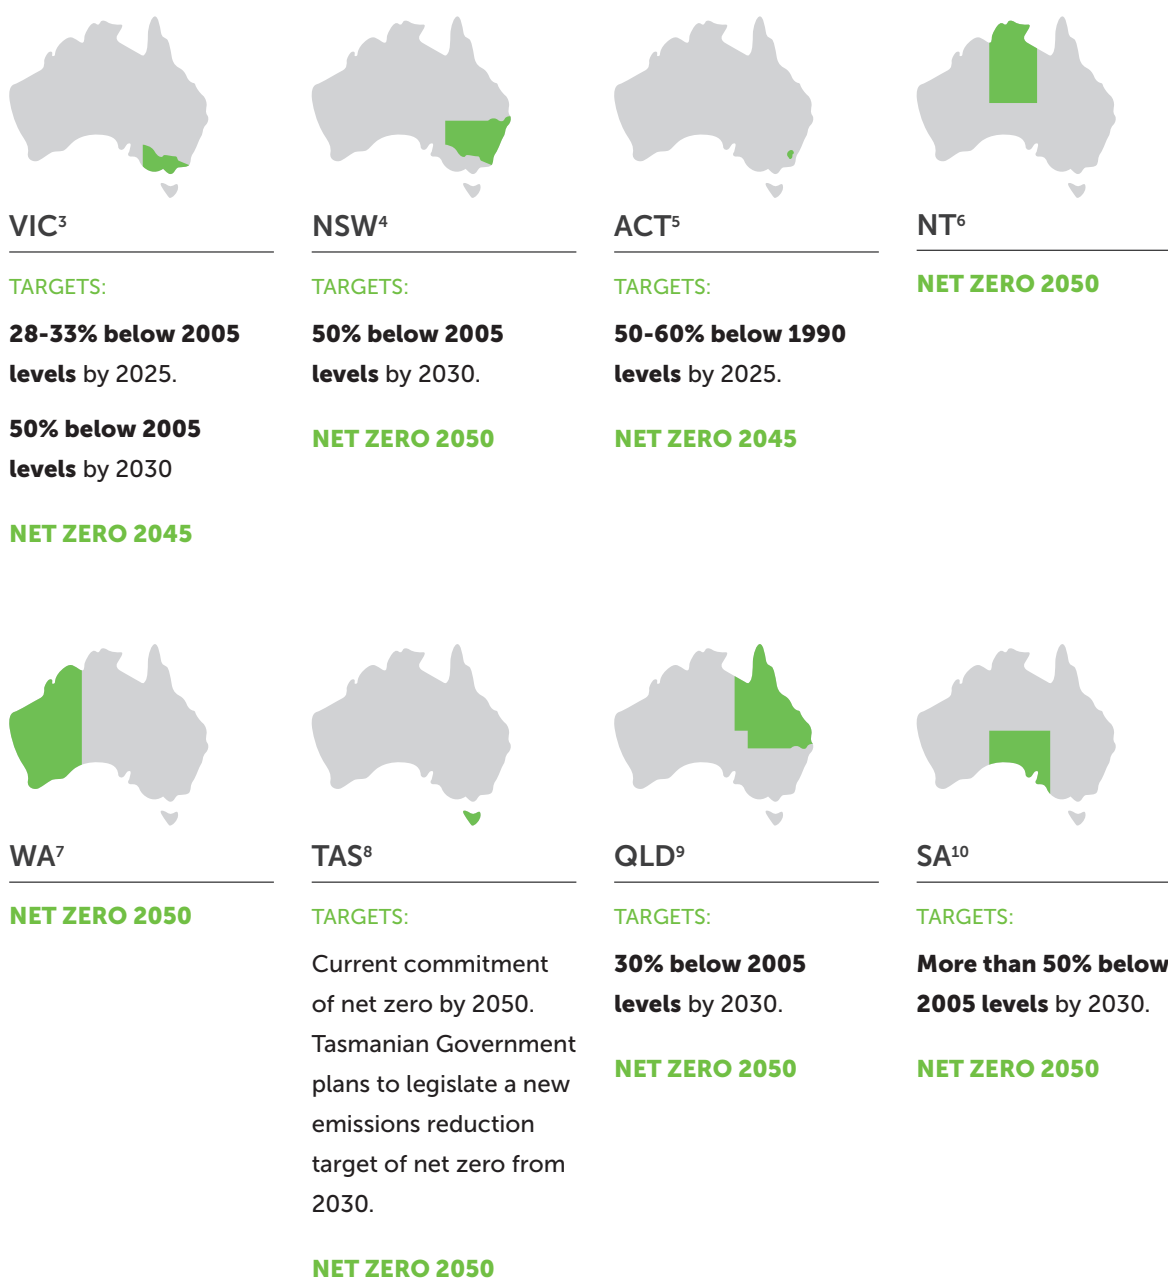 VIC³
TARGETS:
28-33% below 2005
levels by 2025.
50% below 2005
levels by 2030
NET ZERO 2045
NSW⁴
TARGETS:
50% below 2005
levels by 2030.
NET ZERO 2050
ACT⁵
TARGETS:
50-60% below 1990
levels by 2025.
NET ZERO 2045
NT⁶
NET ZERO 2050
WA⁷
NET ZERO 2050
TAS⁸
TARGETS:
Current commitment
of net zero by 2050.
Tasmanian Government
plans to legislate a new
emissions reduction
target of net zero from
2030.
NET ZERO 2050
QLD⁹
TARGETS:
30% below 2005
levels by 2030.
NET ZERO 2050
SA¹⁰
TARGETS:
More than 50% below
2005 levels by 2030.
NET ZERO 2050